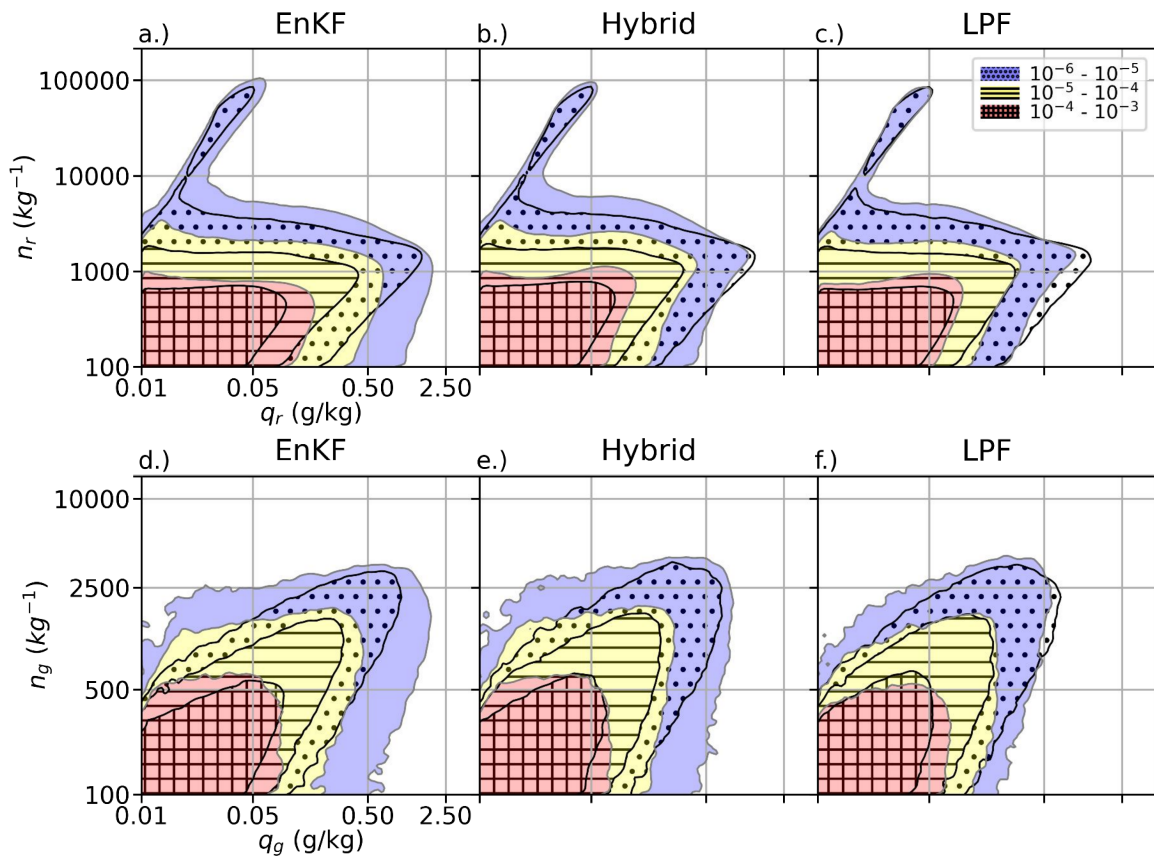 EnKF Hybrid LPF
a.) b.) c.)
10⁻⁶ - 10⁻⁵
10⁻⁵ - 10⁻⁴
10⁻⁴ - 10⁻³
100000
10000
1000
100
n_r (kg⁻¹)
0.01 0.05 0.50 2.50
q_r (g/kg)
EnKF Hybrid LPF
d.) e.) f.)
10000
2500
500
100
n_g (kg⁻¹)
0.01 0.05 0.50 2.50
q_g (g/kg)